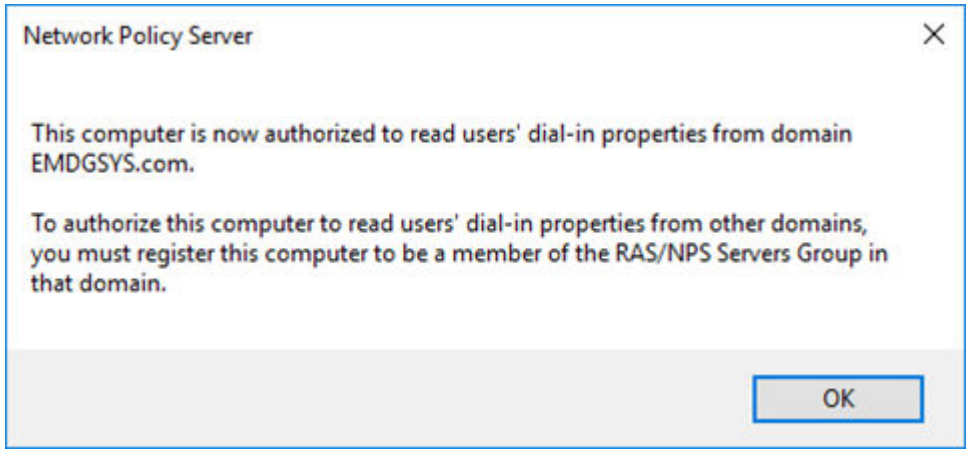 Network Policy Server
This computer is now authorized to read users' dial-in properties from domain
EMDGSYS.com.
To authorize this computer to read users' dial-in properties from other domains,
you must register this computer to be a member of the RAS/NPS Servers Group in
that domain.
OK